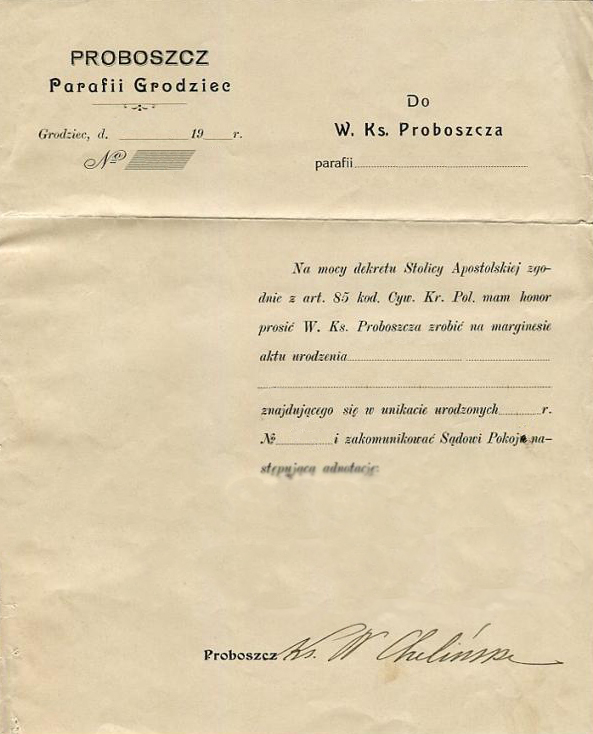 PROBOSZCZ
Parafii Grodziec
Grodziec, d. 19 r.
№
Do
W. Ks. Proboszcza
parafii
Na mocy dekretu Stolicy Apostolskiej zgo-
dnie z art. 85 kod. Cyw. Kr. Pol. mam honor
prosić W. Ks. Proboszcza zrobić na marginesie
aktu urodzenia
znajdującego się w unikacie urodzonych r.
№ i zakomunikować Sądowi Pokoju na-
stępującą adnotację:
Proboszcz Ks. W